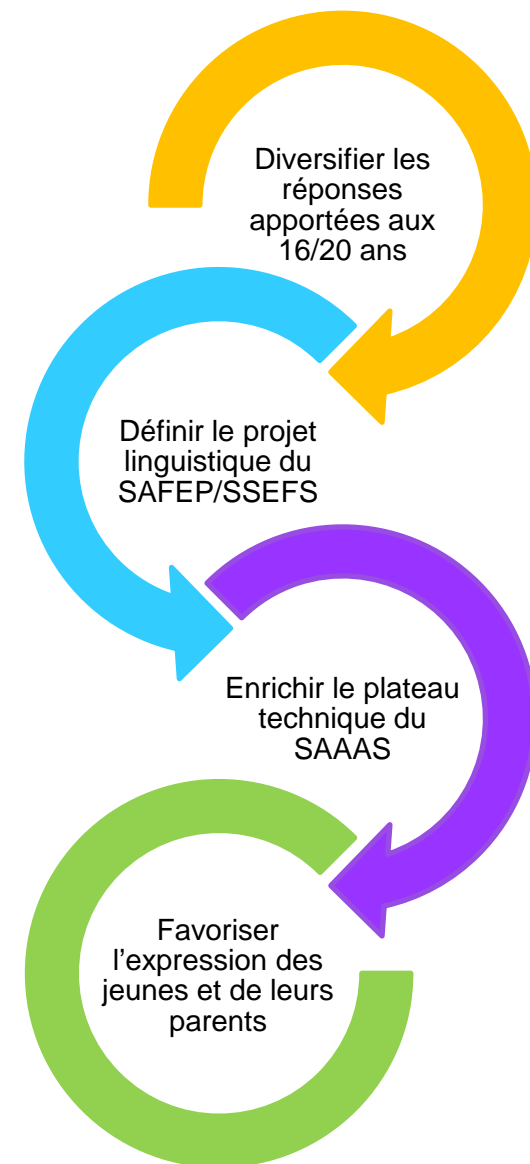 Diversifier les
réponses
apportées aux
16/20 ans
Définir le projet
linguistique du
SAFEP/SSEFS
Enrichir le plateau
technique du
SAAAS
Favoriser
l’expression des
jeunes et de leurs
parents